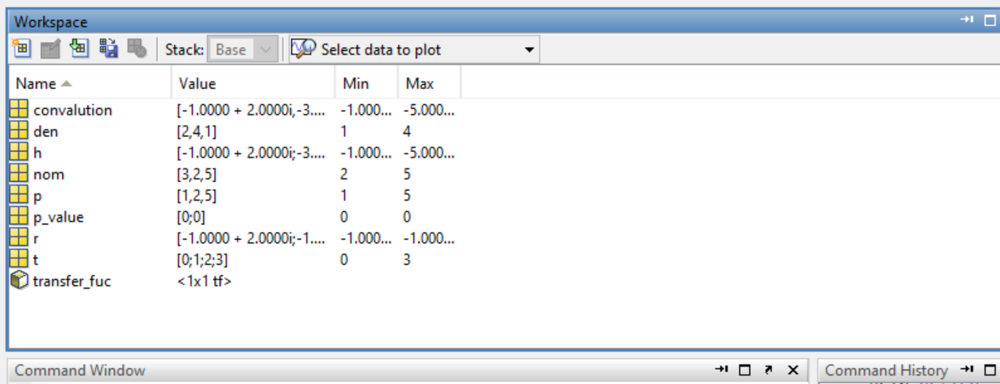 Workspace
Stack: Base Select data to plot
Name Value Min Max
convalution [-1.0000 + 2.0000i,-3.... -1.000... -5.000...
den [2,4,1] 1 4
h [-1.0000 + 2.0000i;-3.... -1.000... -5.000...
nom [3,2,5] 2 5
p [1,2,5] 1 5
p_value [0;0] 0 0
r [-1.0000 + 2.0000i;-1.... -1.000... -1.000...
t [0;1;2;3] 0 3
transfer_fuc <1x1 tf>
Command Window Command History